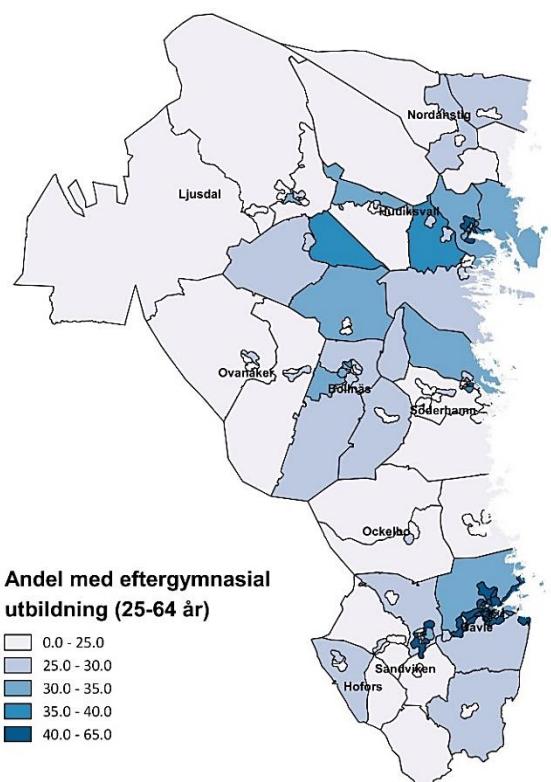 Nordanstig
Ljusdal
Hudiksvall
Ovanåker
Bollnäs
Söderhamn
Ockelbo
Andel med eftergymnasial
utbildning (25-64 år)
0.0 - 25.0
25.0 - 30.0
30.0 - 35.0
35.0 - 40.0
40.0 - 65.0
Gävle
Sandviken
Hofors